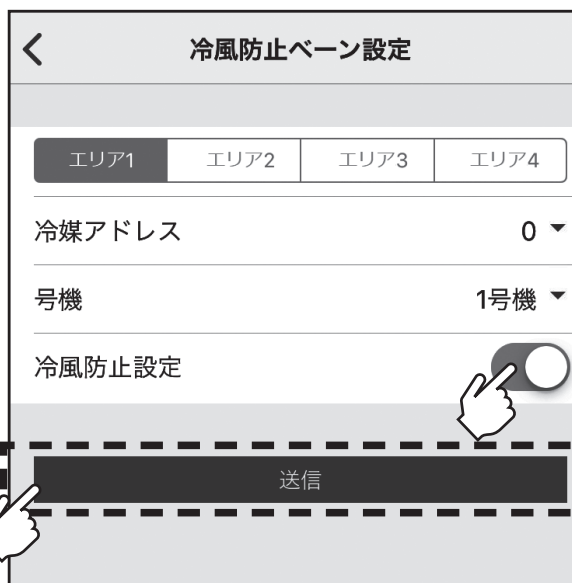 冷風防止ベーン設定
エリア1 エリア2 エリア3 エリア4
冷媒アドレス 0
号機 1号機
冷風防止設定
送信